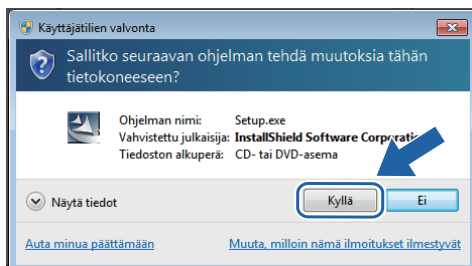 Käyttäjätilien valvonta
Sallitko seuraavan ohjelman tehdä muutoksia tähän
tietokoneeseen?
Ohjelman nimi: Setup.exe
Vahvistettu julkaisija: InstallShield Software
Tiedoston alkuperä: CD- tai DVD-asema
Näytä tiedot
Kyllä
Ei
Auta minua päättämään
Muuta, milloin nämä ilmoitukset ilmestyvät